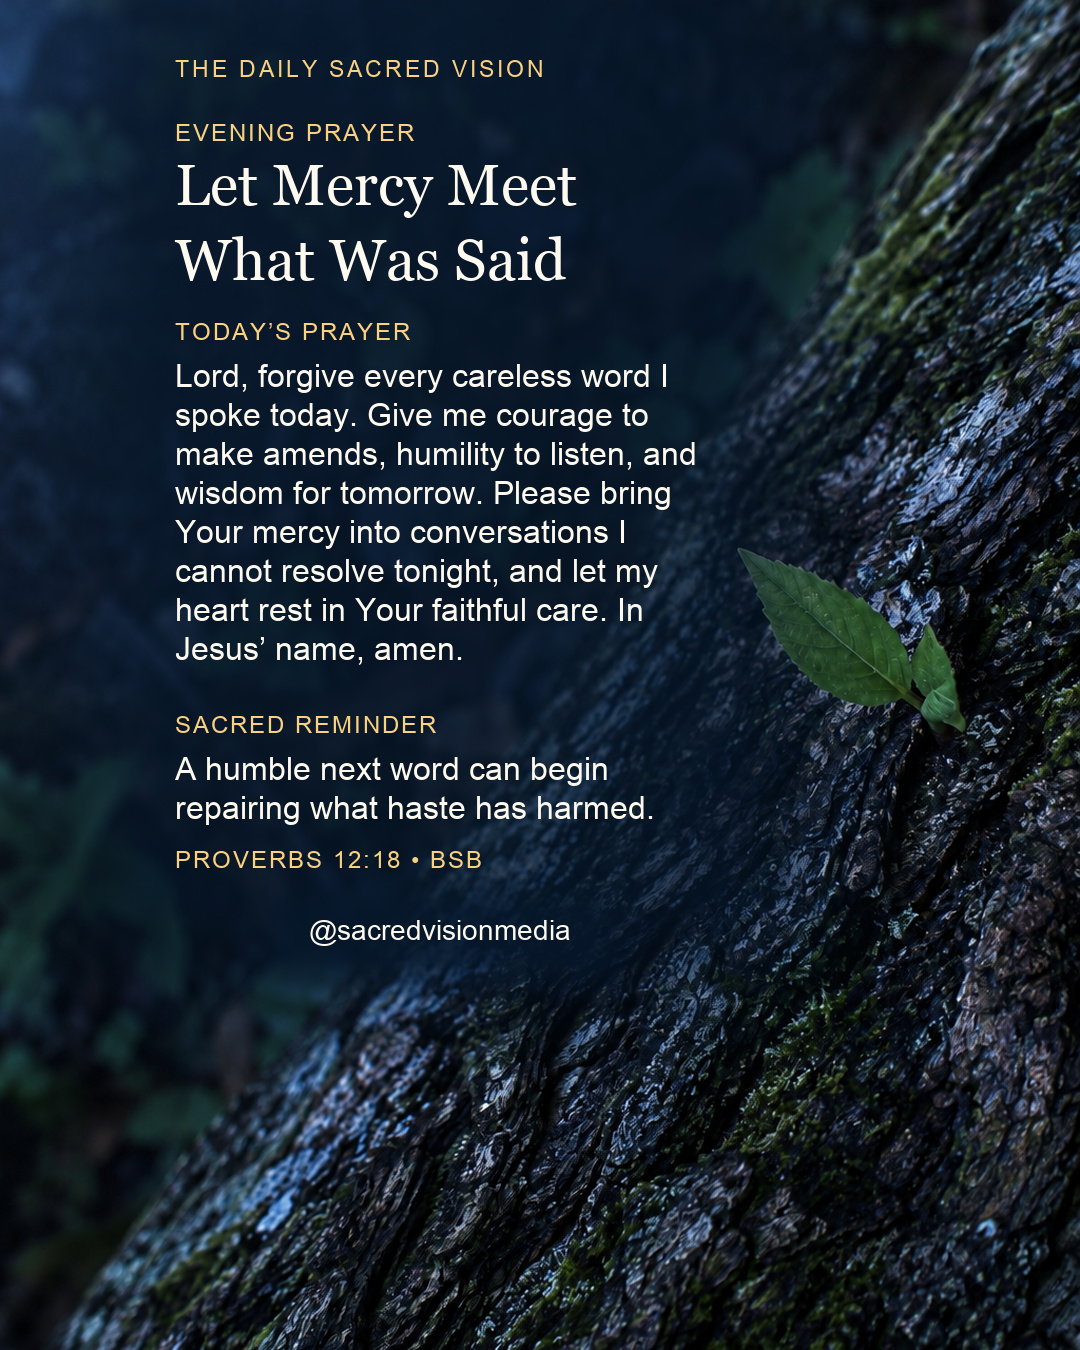 THE DAILY SACRED VISION
EVENING PRAYER
Let Mercy Meet
What Was Said
TODAY’S PRAYER
Lord, forgive every careless word I
spoke today. Give me courage to
make amends, humility to listen, and
wisdom for tomorrow. Please bring
Your mercy into conversations I
cannot resolve tonight, and let my
heart rest in Your faithful care. In
Jesus’ name, amen.
SACRED REMINDER
A humble next word can begin
repairing what haste has harmed.
PROVERBS 12:18 • BSB
@sacredvisionmedia